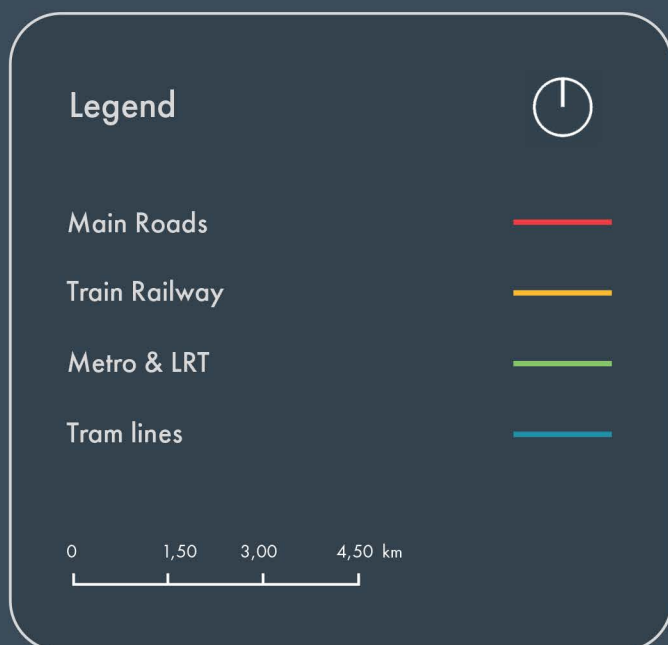 Legend
Main Roads
Train Railway
Metro & LRT
Tram lines
0 1,50 3,00 4,50 km